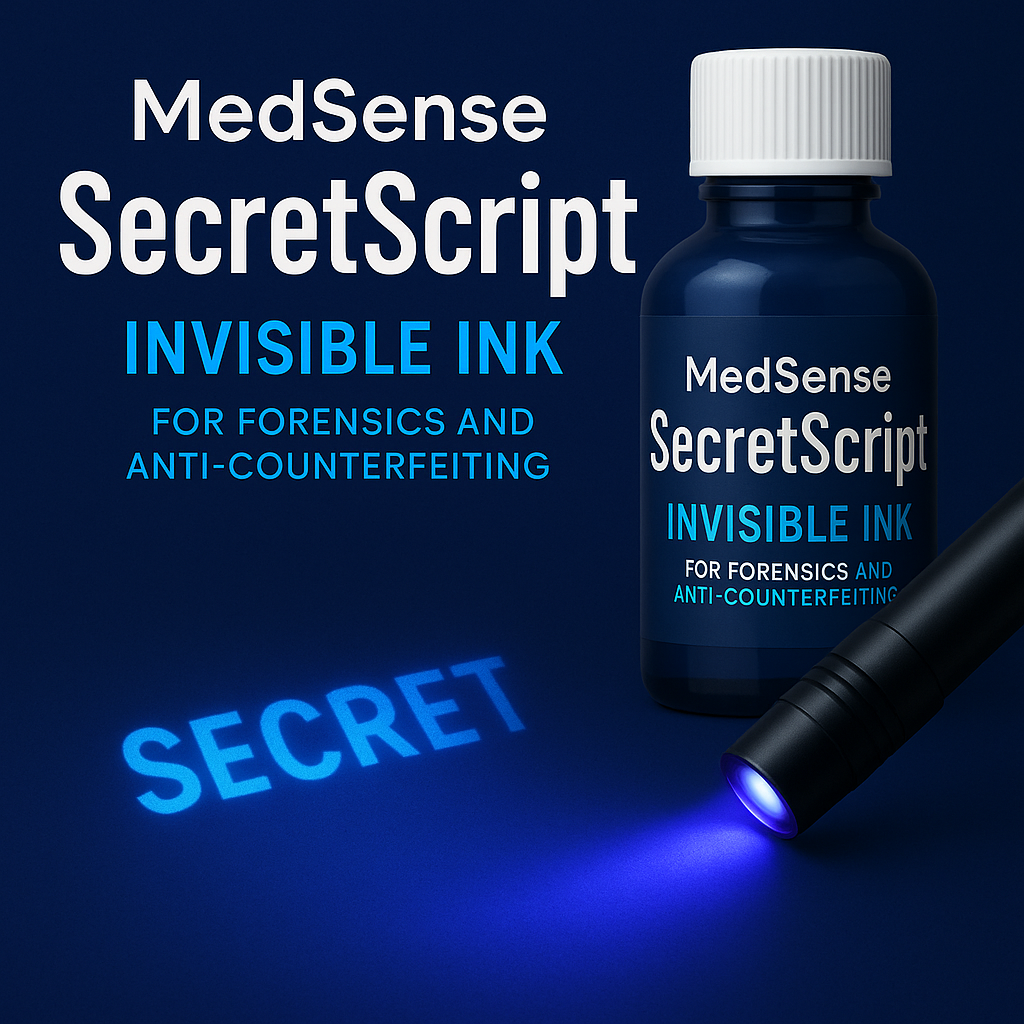 MedSense
SecretScript
INVISIBLE INK
FOR FORENSICS AND
ANTI-COUNTERFEITING
MedSense
SecretScript
INVISIBLE INK
FOR FORENSICS AND
ANTI-COUNTERFEITING
SECRET